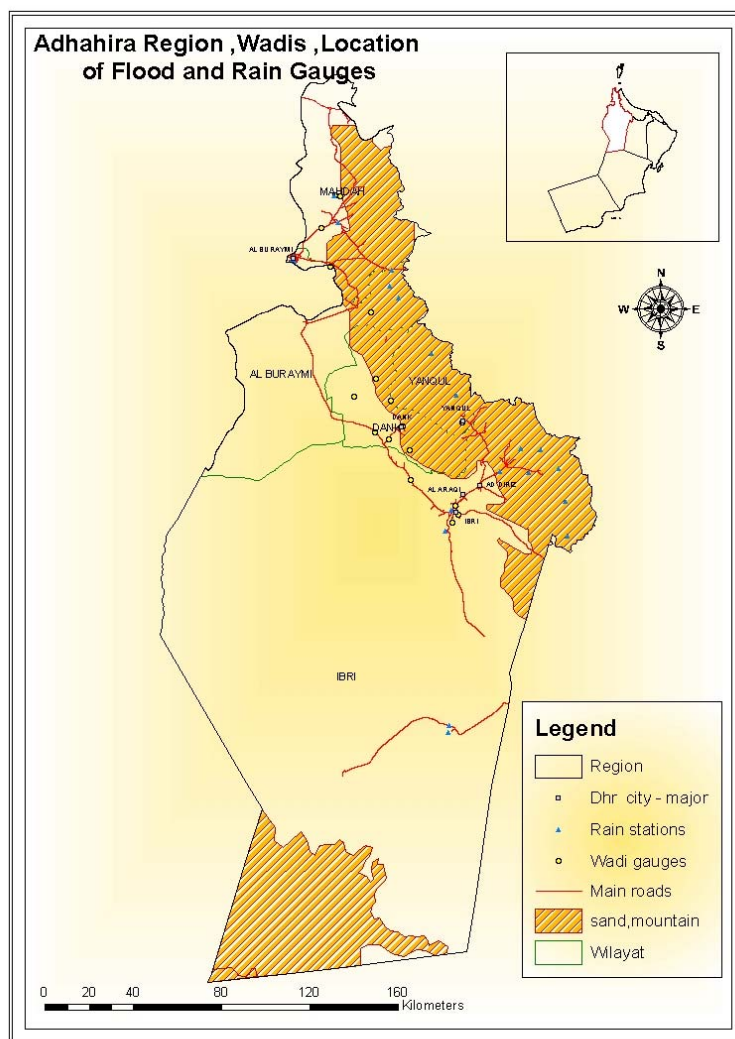 Adhahira Region ,Wadis ,Location
of Flood and Rain Gauges
MAHDAH
AL BURAYMI
N
W
E
S
AL BURAYMI
YANQUL
YANQUL
DANK
DANK
AL ARAQI
AD DIRIZ
IBRI
IBRI
Legend
Region
Dhr city - major
Rain stations
Wadi gauges
Main roads
sand,mountain
Wilayat
0 20 40 80 120 160
Kilometers